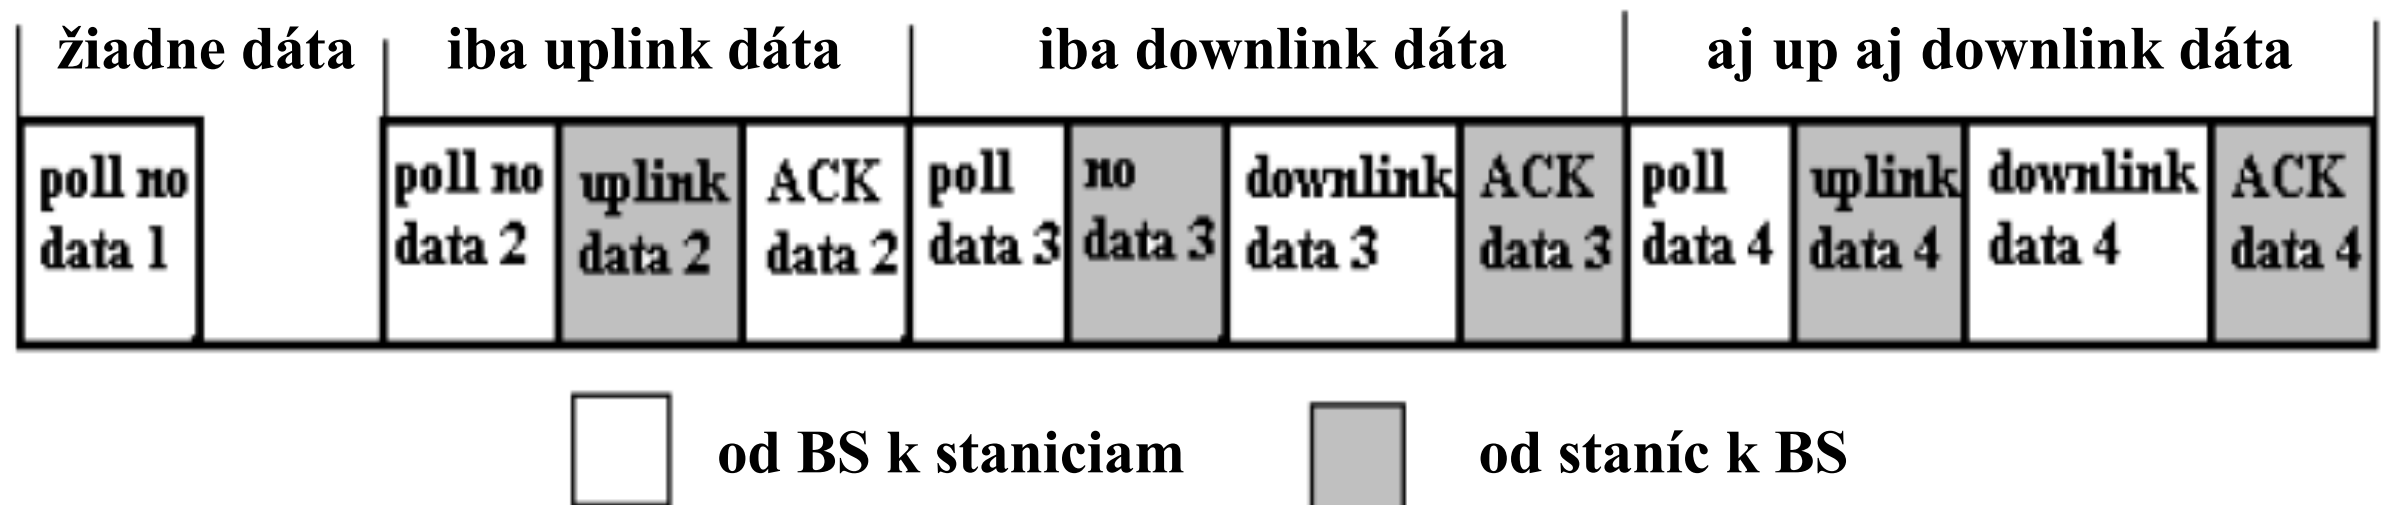 žiadne dáta
iba uplink dáta
iba downlink dáta
aj up aj downlink dáta
poll no
data 1
poll no
data 2
uplink
data 2
ACK
data 2
poll
data 3
no
data 3
downlink
data 3
ACK
data 3
poll
data 4
uplink
data 4
downlink
data 4
ACK
data 4
od BS k staniciam
od staníc k BS